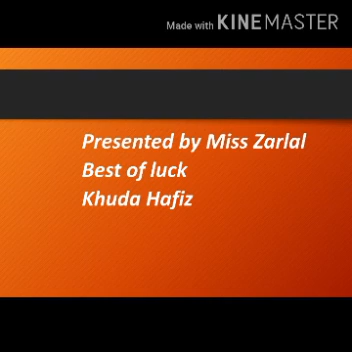 Made with KINEMASTER
Presented by Miss Zarlal
Best of luck
Khuda Hafiz